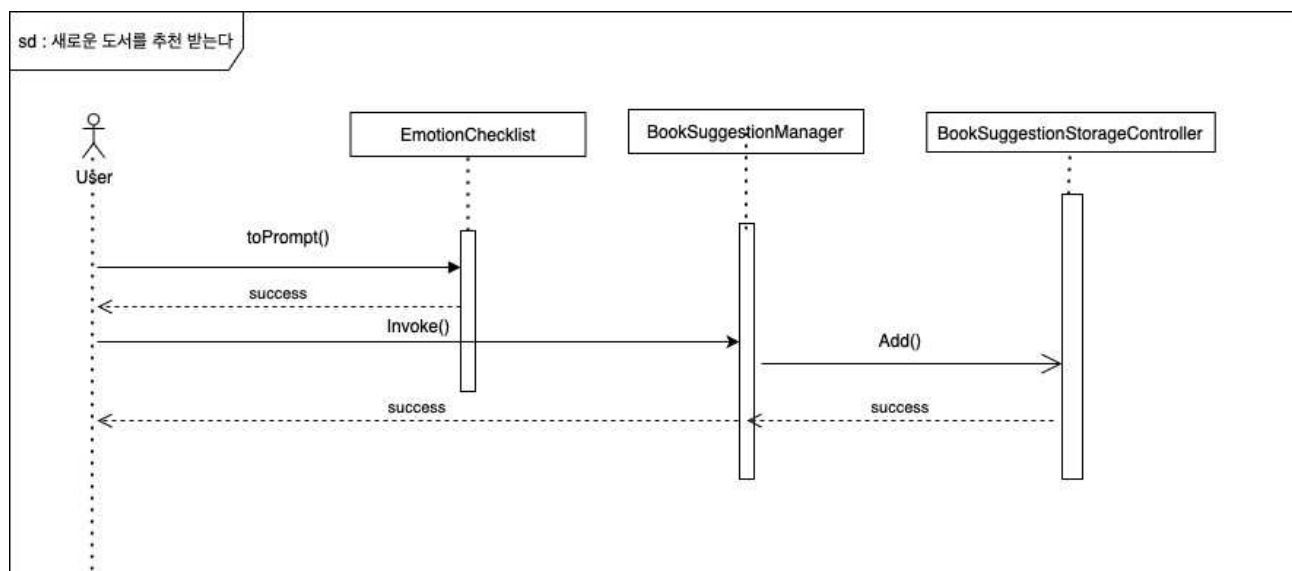 sd : 새로운 도서를 추천 받는다
User
EmotionChecklist
BookSuggestionManager
BookSuggestionStorageController
toPrompt()
success
Invoke()
Add()
success
success